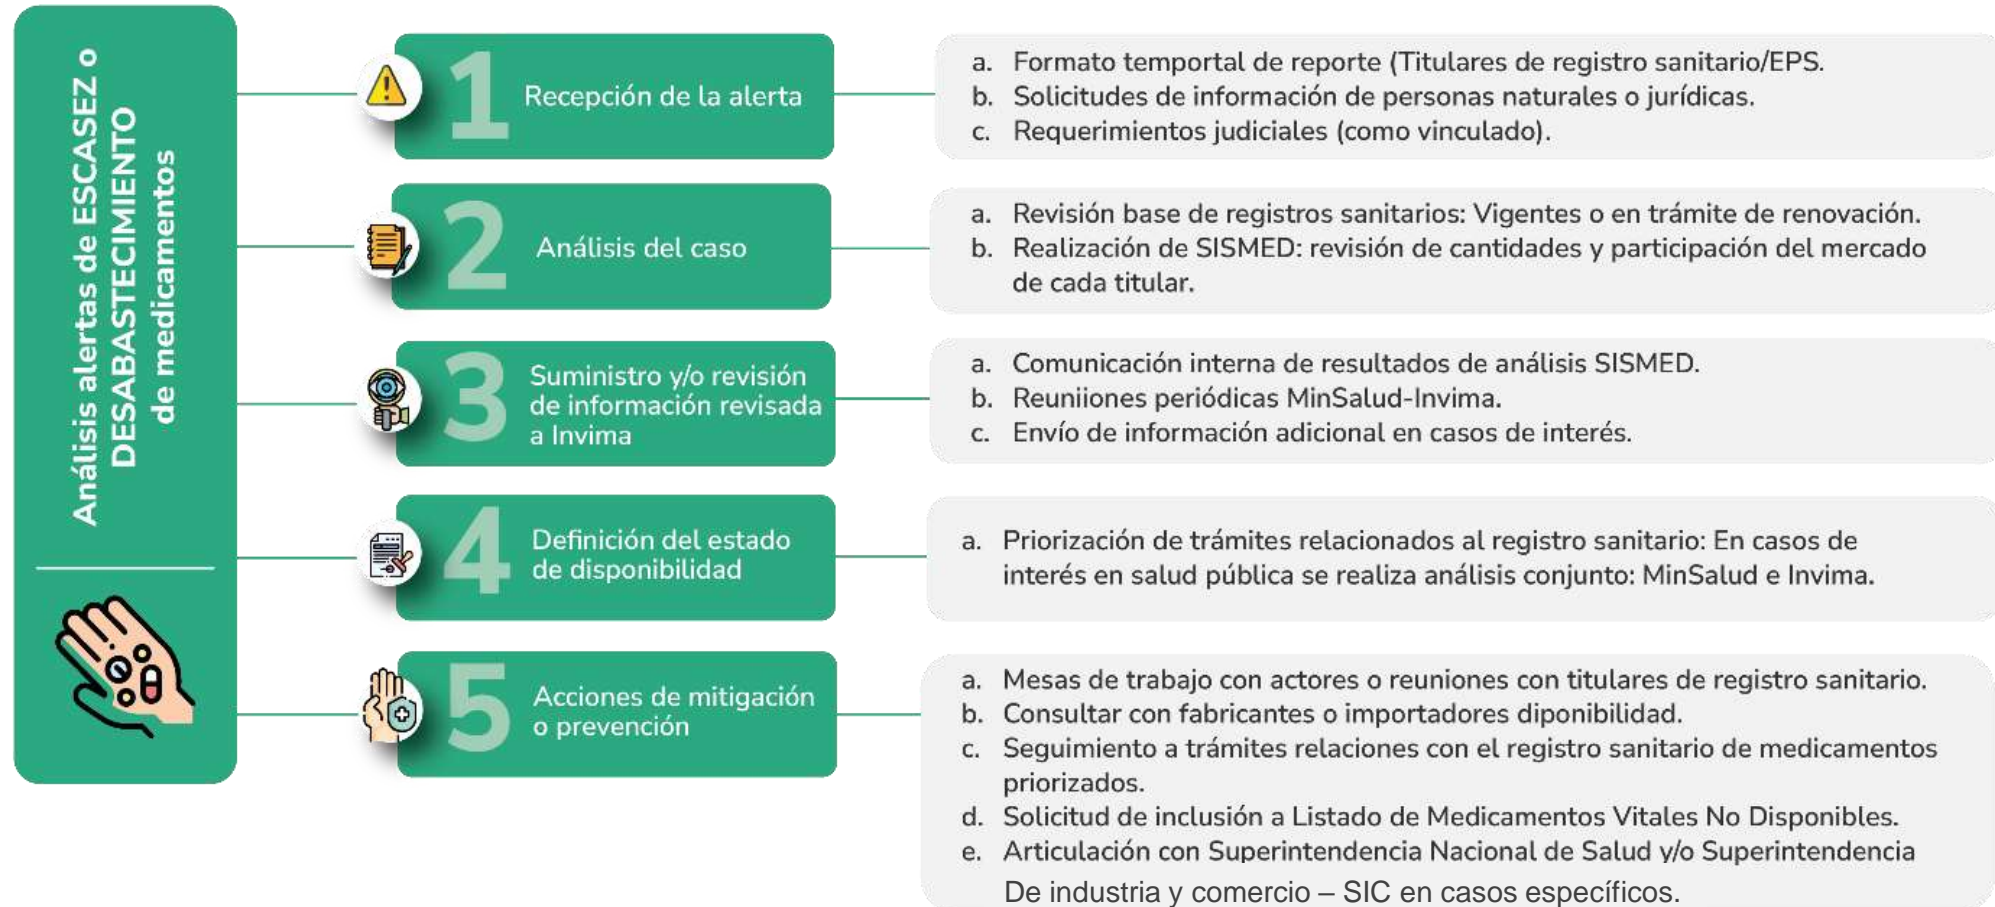 Análisis alertas de ESCASEZ o
DESABASTECIMIENTO
de medicamentos
1
Recepción de la alerta
a. Formato temportal de reporte (Titulares de registro sanitario/EPS.
b. Solicitudes de información de personas naturales o jurídicas.
c. Requerimientos judiciales (como vinculado).
2
Análisis del caso
a. Revisión base de registros sanitarios: Vigentes o en trámite de renovación.
b. Realización de SISMED: revisión de cantidades y participación del mercado
de cada titular.
3
Suministro y/o revisión
de información revisada
a Invima
a. Comunicación interna de resultados de análisis SISMED.
b. Reuniiones periódicas MinSalud-Invima.
c. Envío de información adicional en casos de interés.
4
Definición del estado
de disponibilidad
a. Priorización de trámites relacionados al registro sanitario: En casos de
interés en salud pública se realiza análisis conjunto: MinSalud e Invima.
5
Acciones de mitigación
o prevención
a. Mesas de trabajo con actores o reuniones con titulares de registro sanitario.
b. Consultar con fabricantes o importadores diponibilidad.
c. Seguimiento a trámites relaciones con el registro sanitario de medicamentos
priorizados.
d. Solicitud de inclusión a Listado de Medicamentos Vitales No Disponibles.
e. Articulación con Superintendencia Nacional de Salud y/o Superintendencia
De industria y comercio – SIC en casos específicos.